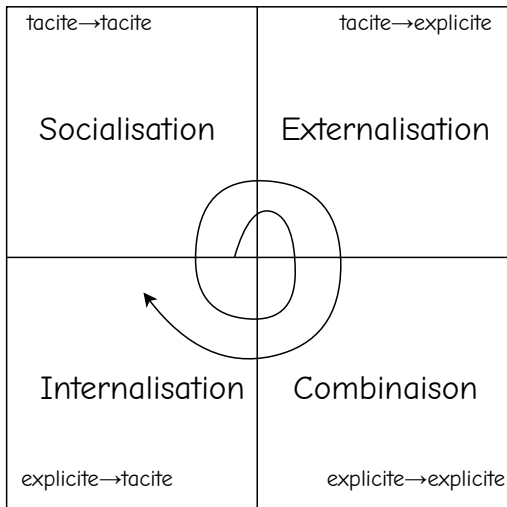 tacite→tacite
tacite→explicite
Socialisation
Externalisation
Internalisation
Combinaison
explicite→tacite
explicite→explicite